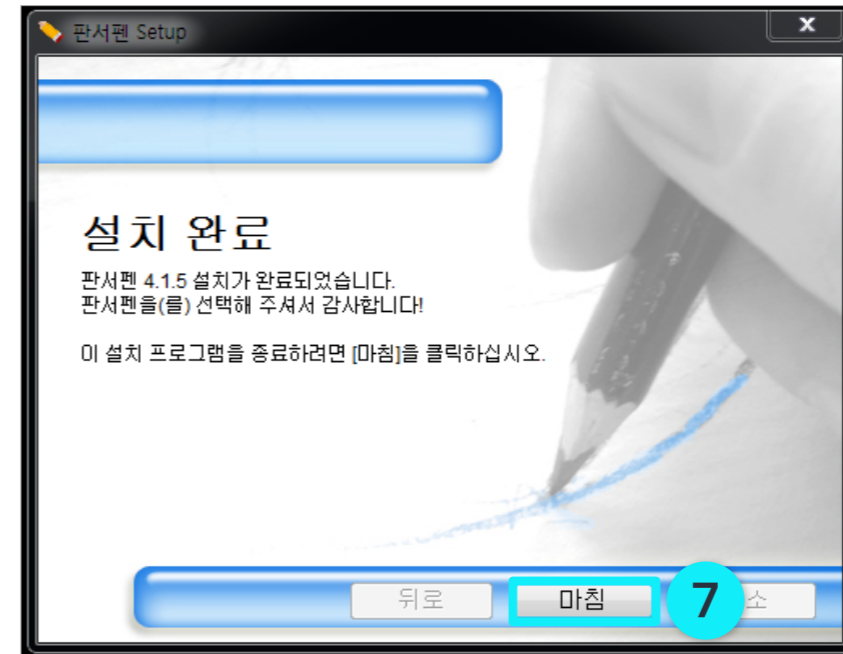 판서펜 Setup
x
설치 완료
판서펜 4.1.5 설치가 완료되었습니다.
판서펜을(를) 선택해 주셔서 감사합니다!
이 설치 프로그램을 종료하려면 [마침]을 클릭하십시오.
뒤로 마침 7 소